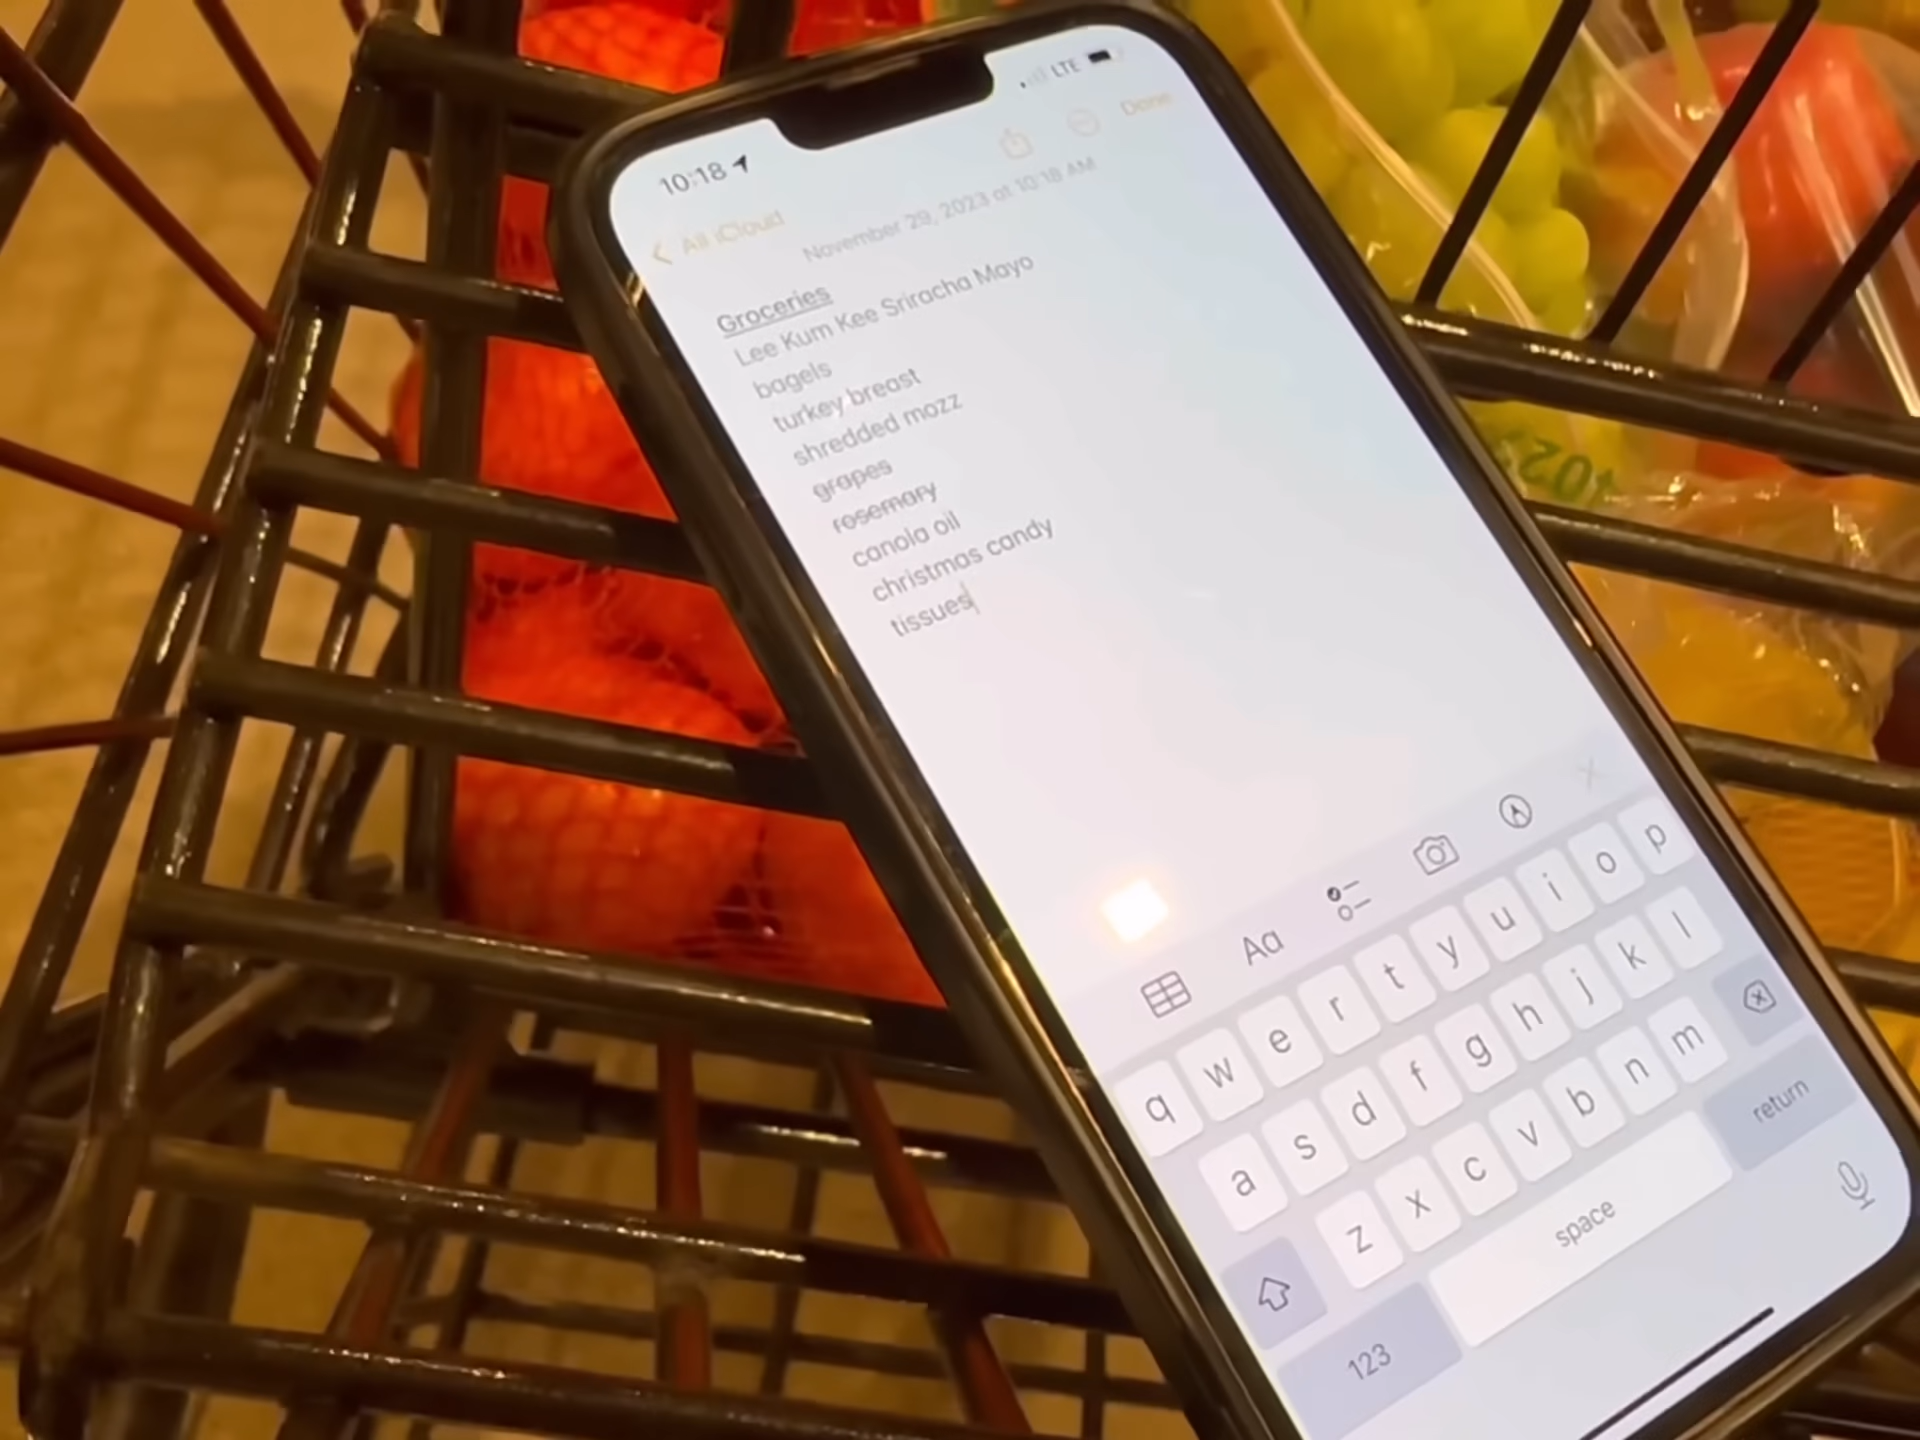 10:18
LTE
All iCloud
Done
November 29, 2023 at 10:18 AM
Groceries
Lee Kum Kee Sriracha Mayo
bagels
turkey breast
shredded mozz
grapes
rosemary
canola oil
christmas candy
tissues
Aa
q w e r t y u i o p
a s d f g h j k l
z x c v b n m
123 space return